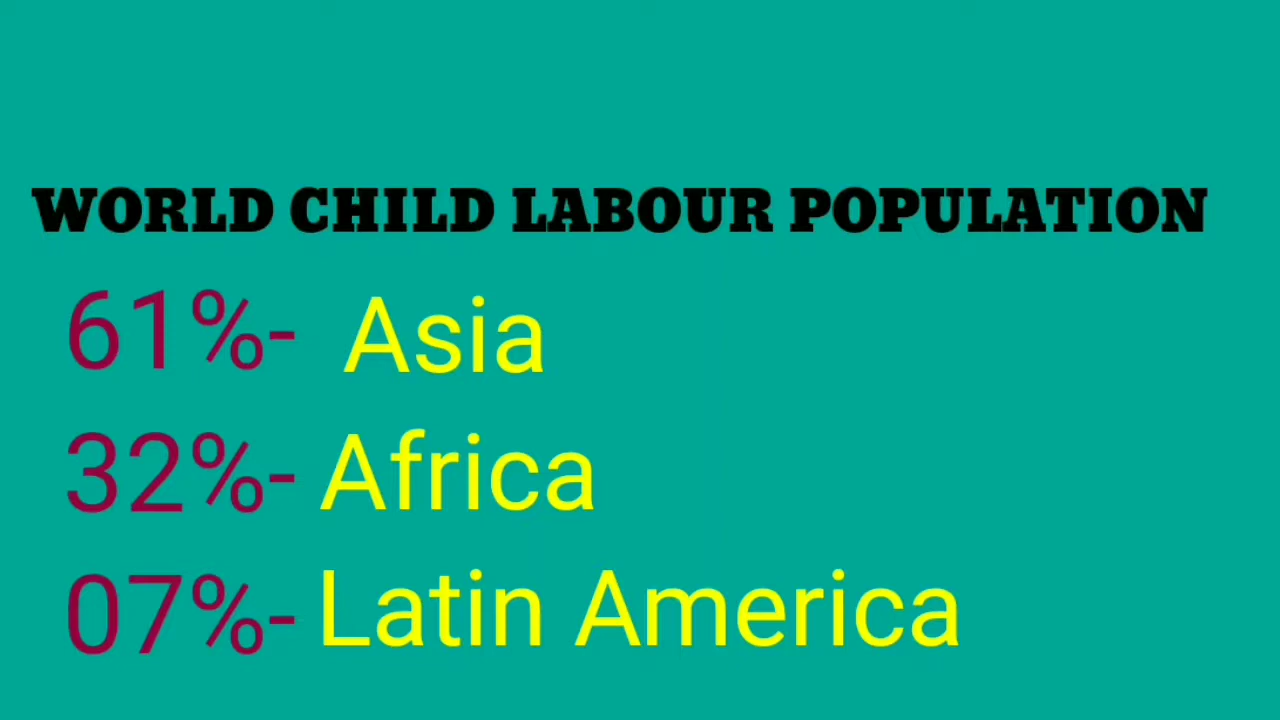 WORLD CHILD LABOUR POPULATION
61%- Asia
32%- Africa
07%- Latin America